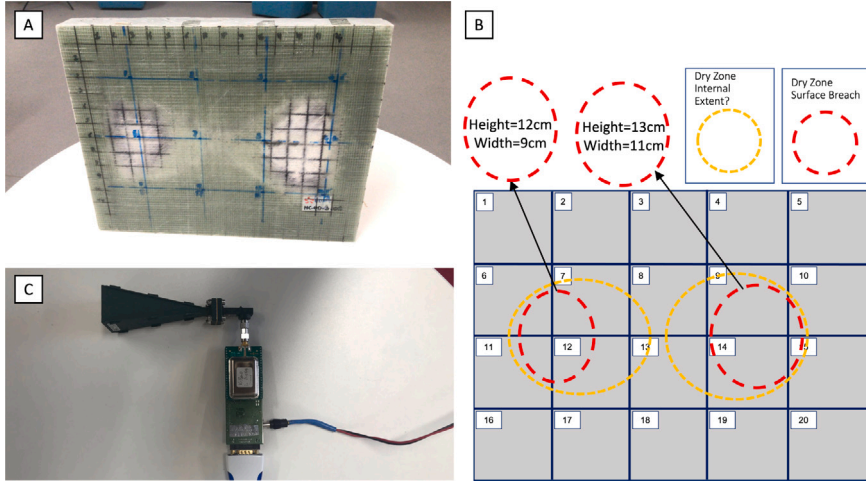 A
B
Dry Zone
Internal
Extent?
Dry Zone
Surface Breach
Height=12cm
Width=9cm
Height=13cm
Width=11cm
1
2
3
4
5
6
7
8
9
10
11
12
13
14
15
16
17
18
19
20
C